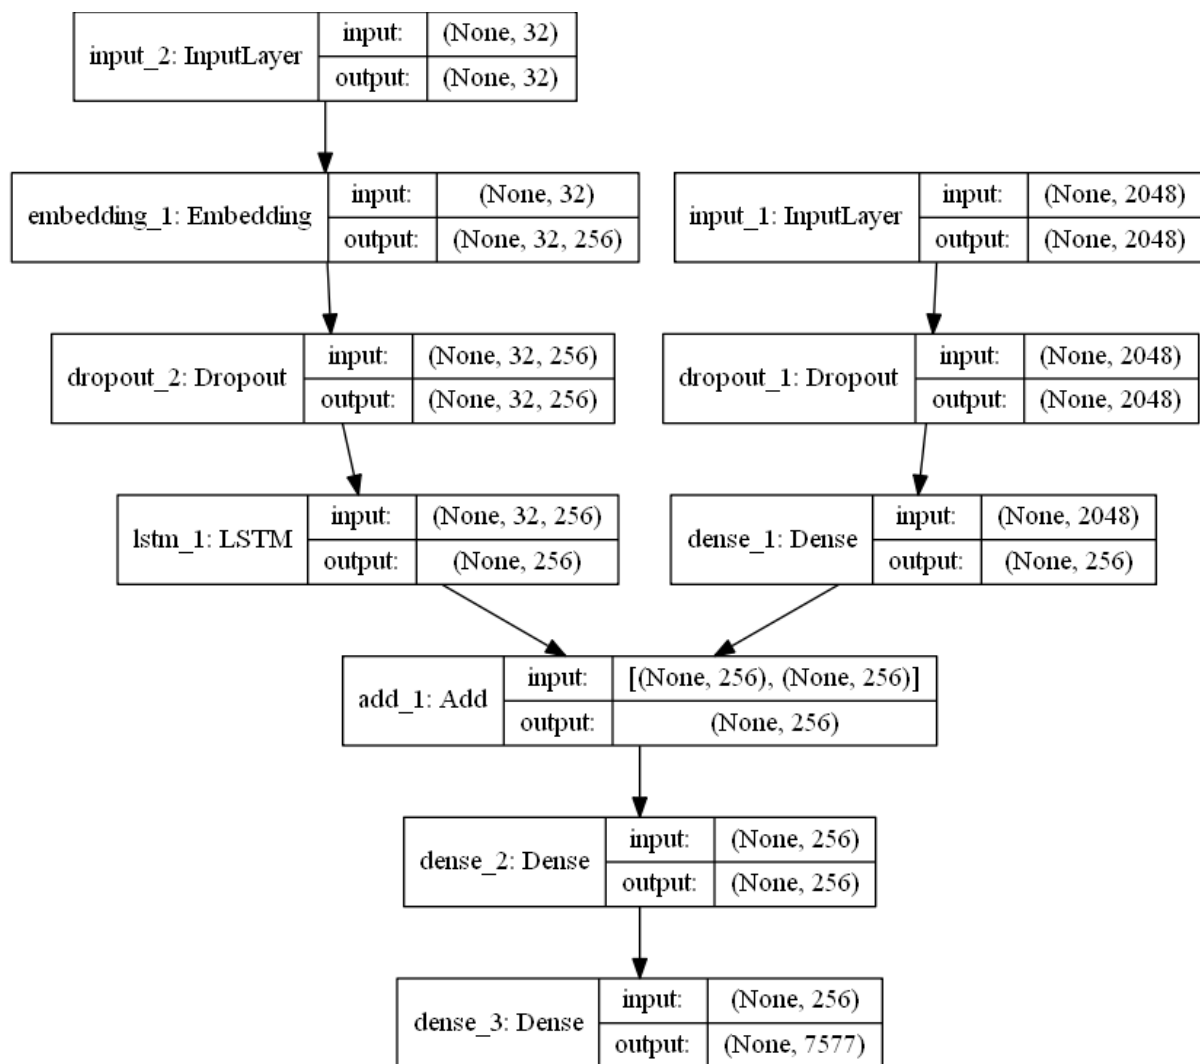 input_2: InputLayer
input: (None, 32)
output: (None, 32)
embedding_1: Embedding
input: (None, 32)
output: (None, 32, 256)
input_1: InputLayer
input: (None, 2048)
output: (None, 2048)
dropout_2: Dropout
input: (None, 32, 256)
output: (None, 32, 256)
dropout_1: Dropout
input: (None, 2048)
output: (None, 2048)
lstm_1: LSTM
input: (None, 32, 256)
output: (None, 256)
dense_1: Dense
input: (None, 2048)
output: (None, 256)
add_1: Add
input: [(None, 256), (None, 256)]
output: (None, 256)
dense_2: Dense
input: (None, 256)
output: (None, 256)
dense_3: Dense
input: (None, 256)
output: (None, 7577)